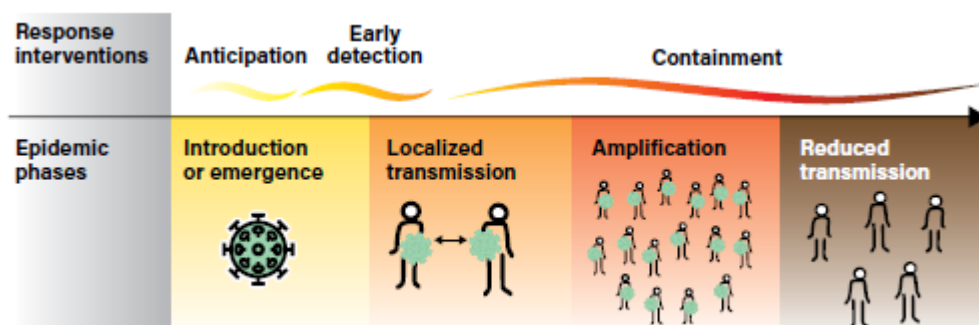 Response
interventions
Anticipation
Early
detection
Containment
Epidemic
phases
Introduction
or emergence
Localized
transmission
Amplification
Reduced
transmission